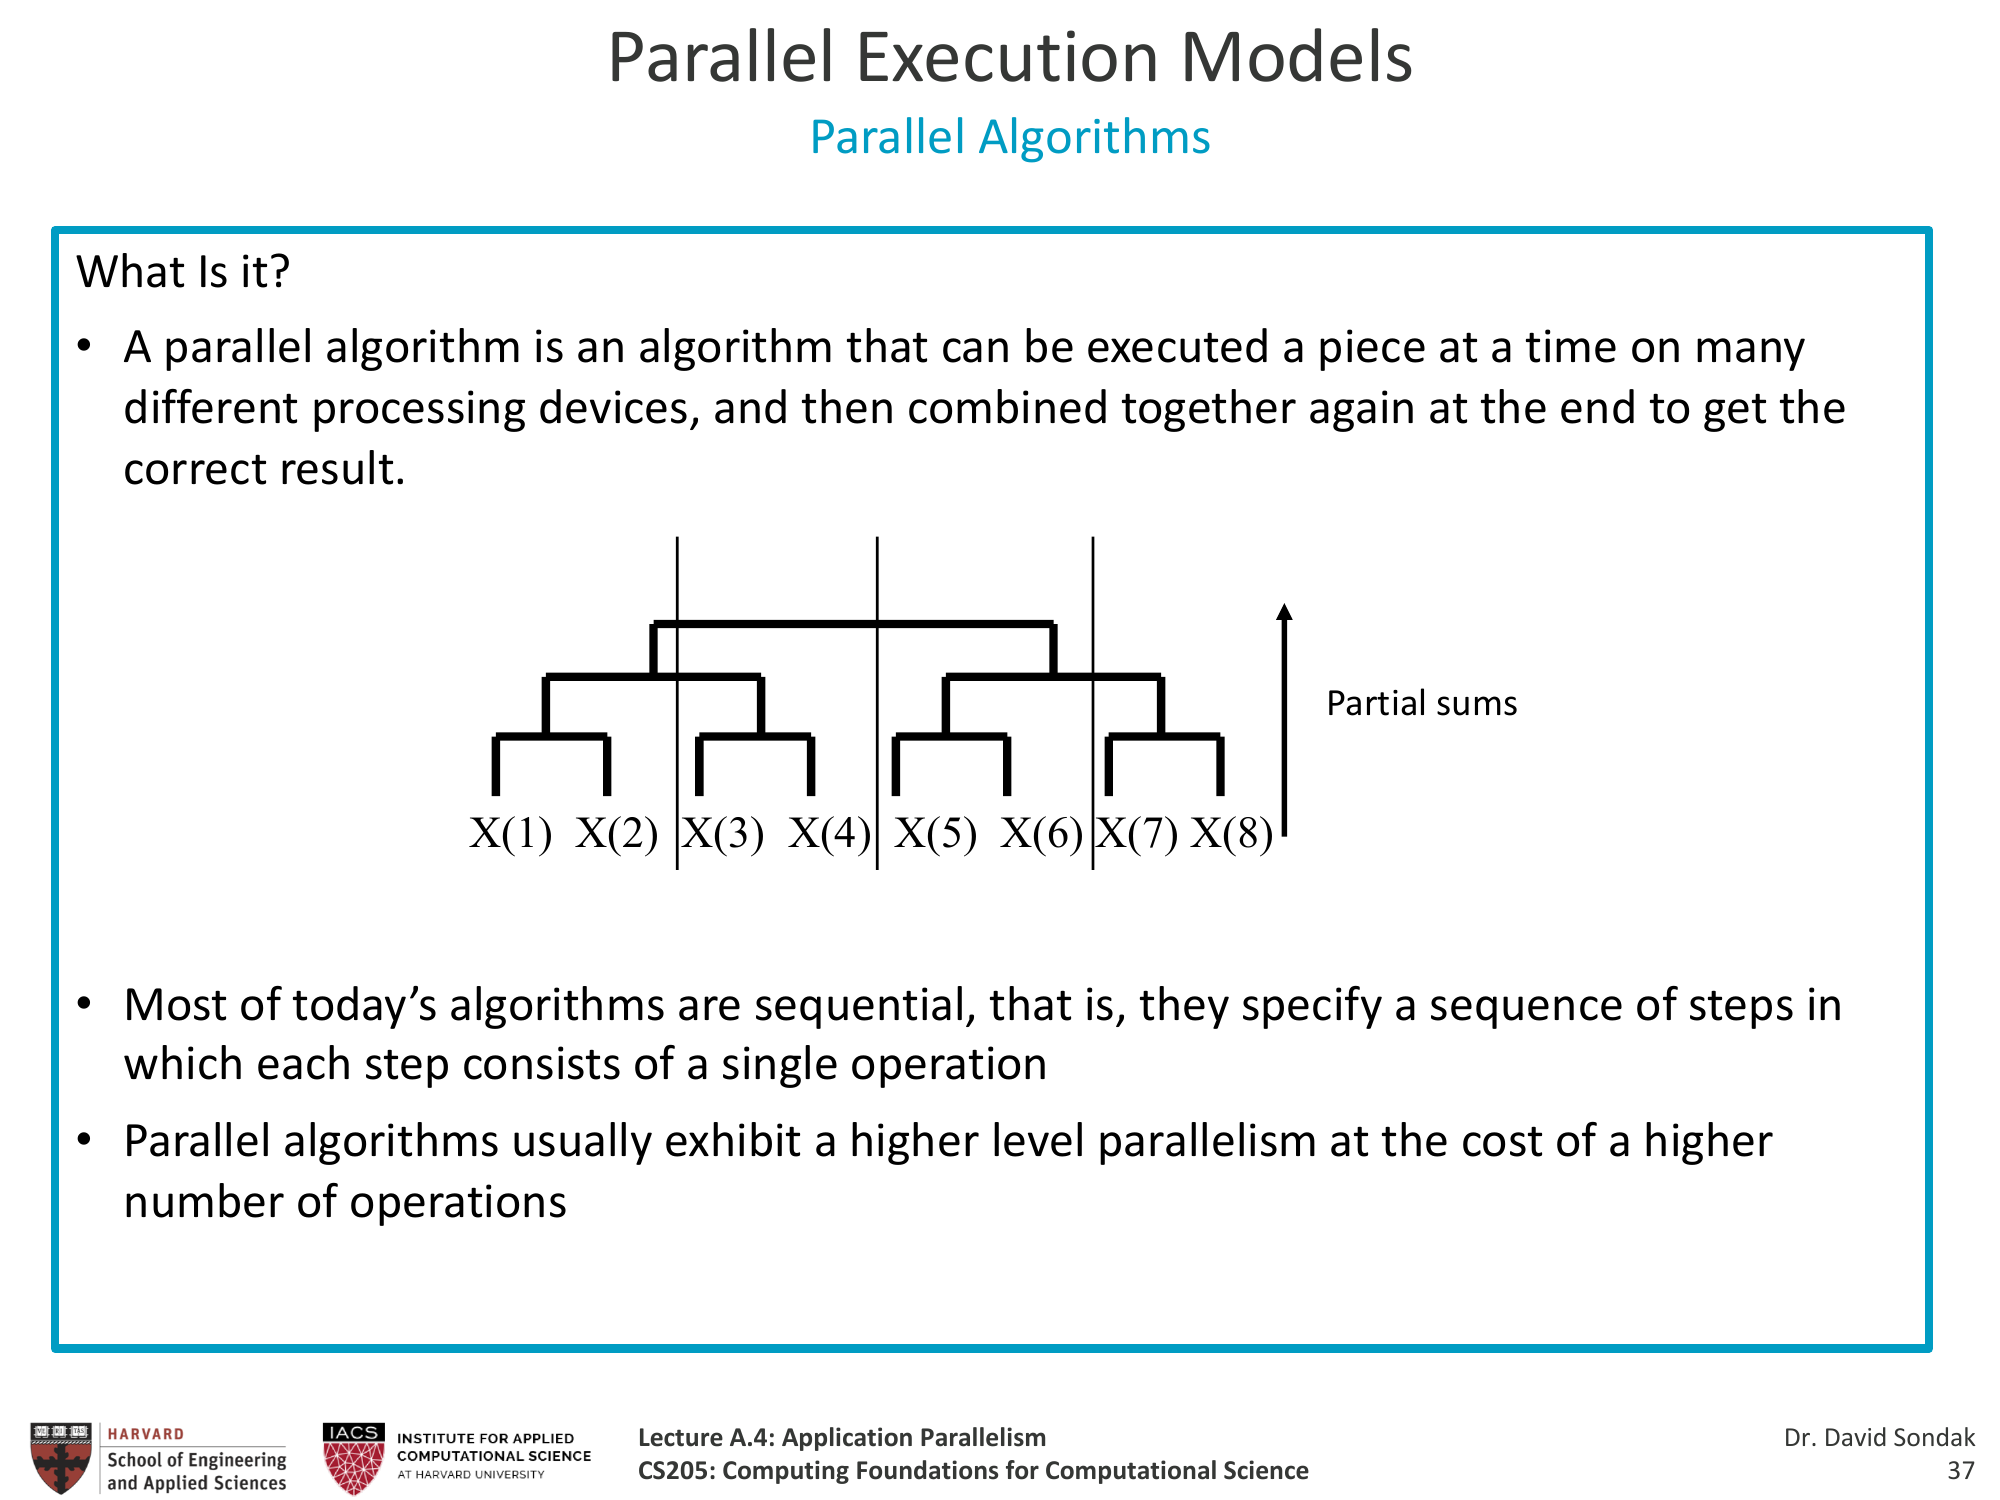 Parallel Execution Models
Parallel Algorithms
What Is it?
• A parallel algorithm is an algorithm that can be executed a piece at a time on many
different processing devices, and then combined together again at the end to get the
correct result.
Partial sums
X(1) X(2) X(3) X(4) X(5) X(6) X(7) X(8)
• Most of today’s algorithms are sequential, that is, they specify a sequence of steps in
which each step consists of a single operation
• Parallel algorithms usually exhibit a higher level parallelism at the cost of a higher
number of operations
HARVARD
School of Engineering
and Applied Sciences
IACS
INSTITUTE FOR APPLIED
COMPUTATIONAL SCIENCE
AT HARVARD UNIVERSITY
Lecture A.4: Application Parallelism
CS205: Computing Foundations for Computational Science
Dr. David Sondak
37